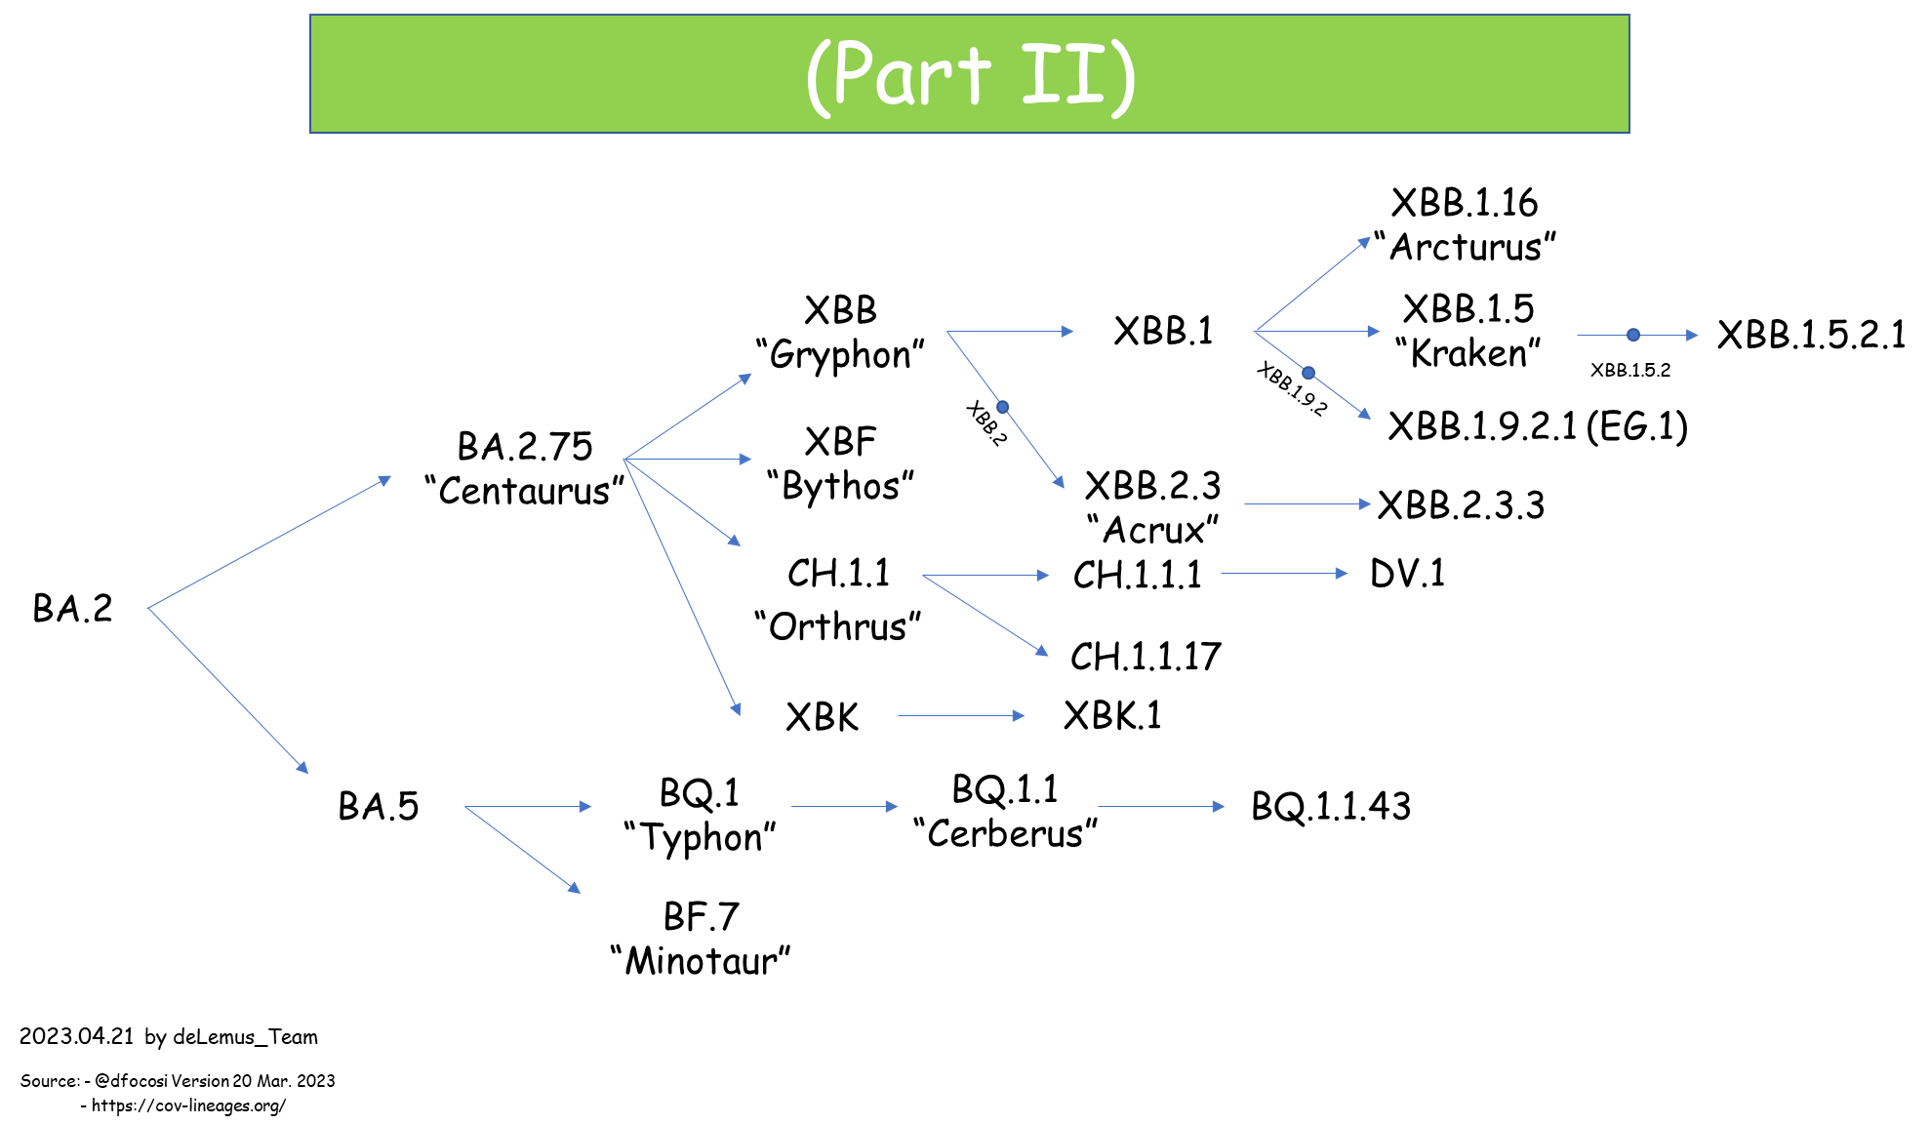 (Part II)
XBB.1.16
“Arcturus”
XBB
“Gryphon”
XBB.1
XBB.1.5
“Kraken”
XBB.1.5.2
XBB.1.5.2.1
XBB.1.9.2
XBB.2
XBB.1.9.2.1 (EG.1)
BA.2.75
“Centaurus”
XBF
“Bythos”
XBB.2.3
“Acrux”
XBB.2.3.3
BA.2
CH.1.1
“Orthrus”
CH.1.1.1
DV.1
CH.1.1.17
XBK
XBK.1
BA.5
BQ.1
“Typhon”
BQ.1.1
“Cerberus”
BQ.1.1.43
BF.7
“Minotaur”
2023.04.21 by deLemus_Team
Source: - @dfocosi Version 20 Mar. 2023
- https://cov-lineages.org/